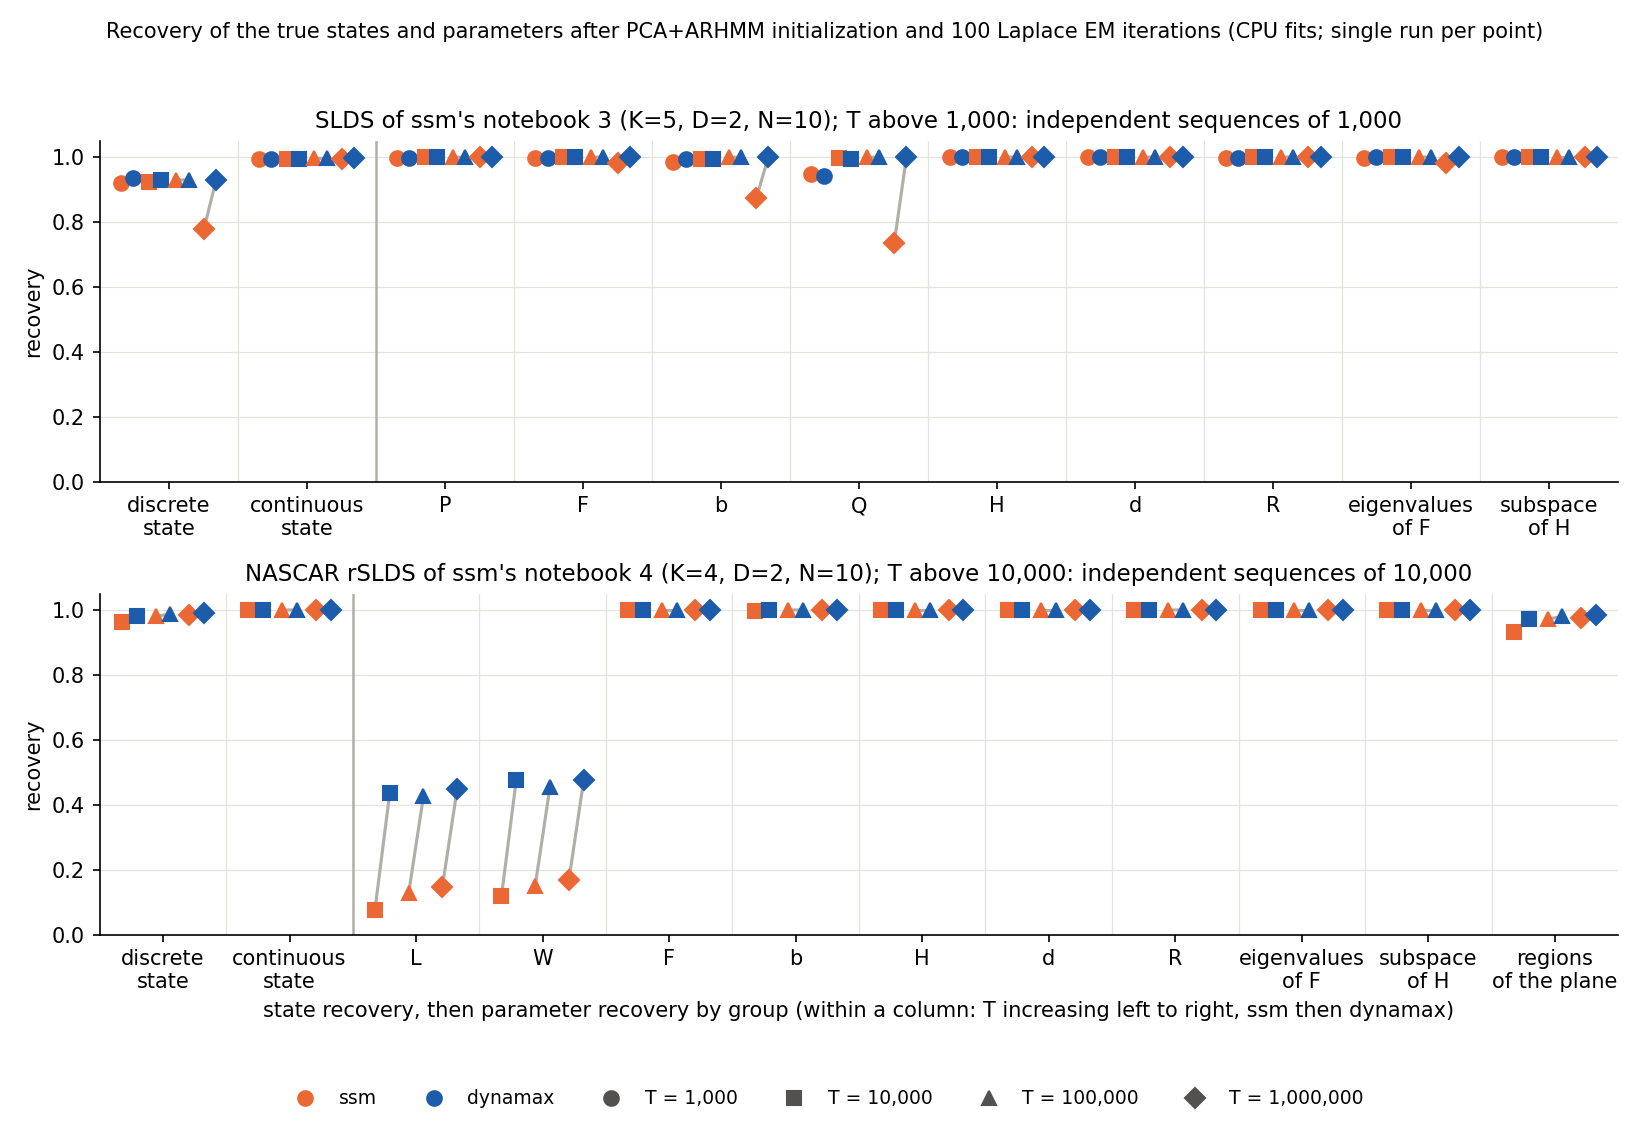 Recovery of the true states and parameters after PCA+ARHMM initialization and 100 Laplace EM iterations (CPU fits; single run per point)
SLDS of ssm's notebook 3 (K=5, D=2, N=10); T above 1,000: independent sequences of 1,000
recovery
1.0
0.8
0.6
0.4
0.2
0.0
discrete state
continuous state
P
F
b
Q
H
d
R
eigenvalues of F
subspace of H
NASCAR rSLDS of ssm's notebook 4 (K=4, D=2, N=10); T above 10,000: independent sequences of 10,000
recovery
1.0
0.8
0.6
0.4
0.2
0.0
discrete state
continuous state
L
W
F
b
H
d
R
eigenvalues of F
subspace of H
regions of the plane
state recovery, then parameter recovery by group (within a column: T increasing left to right, ssm then dynamax)
ssm
dynamax
T = 1,000
T = 10,000
T = 100,000
T = 1,000,000